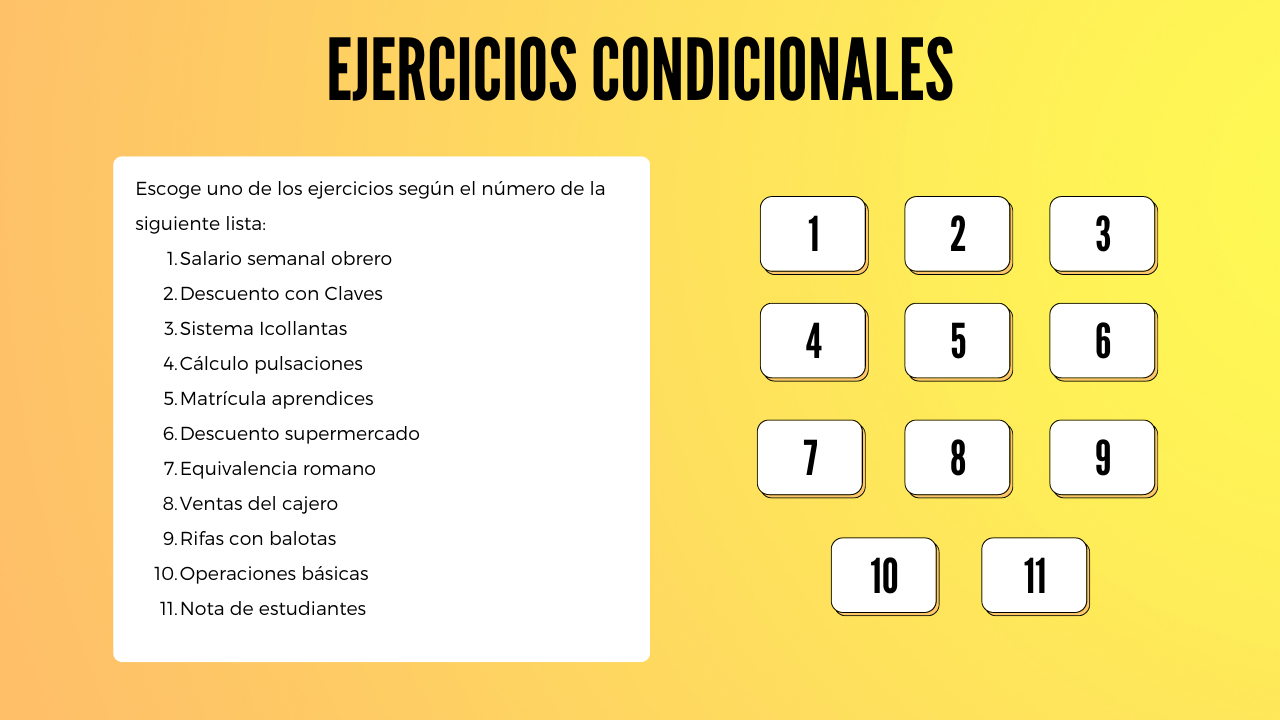 EJERCICIOS CONDICIONALES
Escoge uno de los ejercicios según el número de la
siguiente lista:
1. Salario semanal obrero
2. Descuento con Claves
3. Sistema Icollantas
4. Cálculo pulsaciones
5. Matrícula aprendices
6. Descuento supermercado
7. Equivalencia romano
8. Ventas del cajero
9. Rifas con balotas
10. Operaciones básicas
11. Nota de estudiantes
1 2 3
4 5 6
7 8 9
10 11